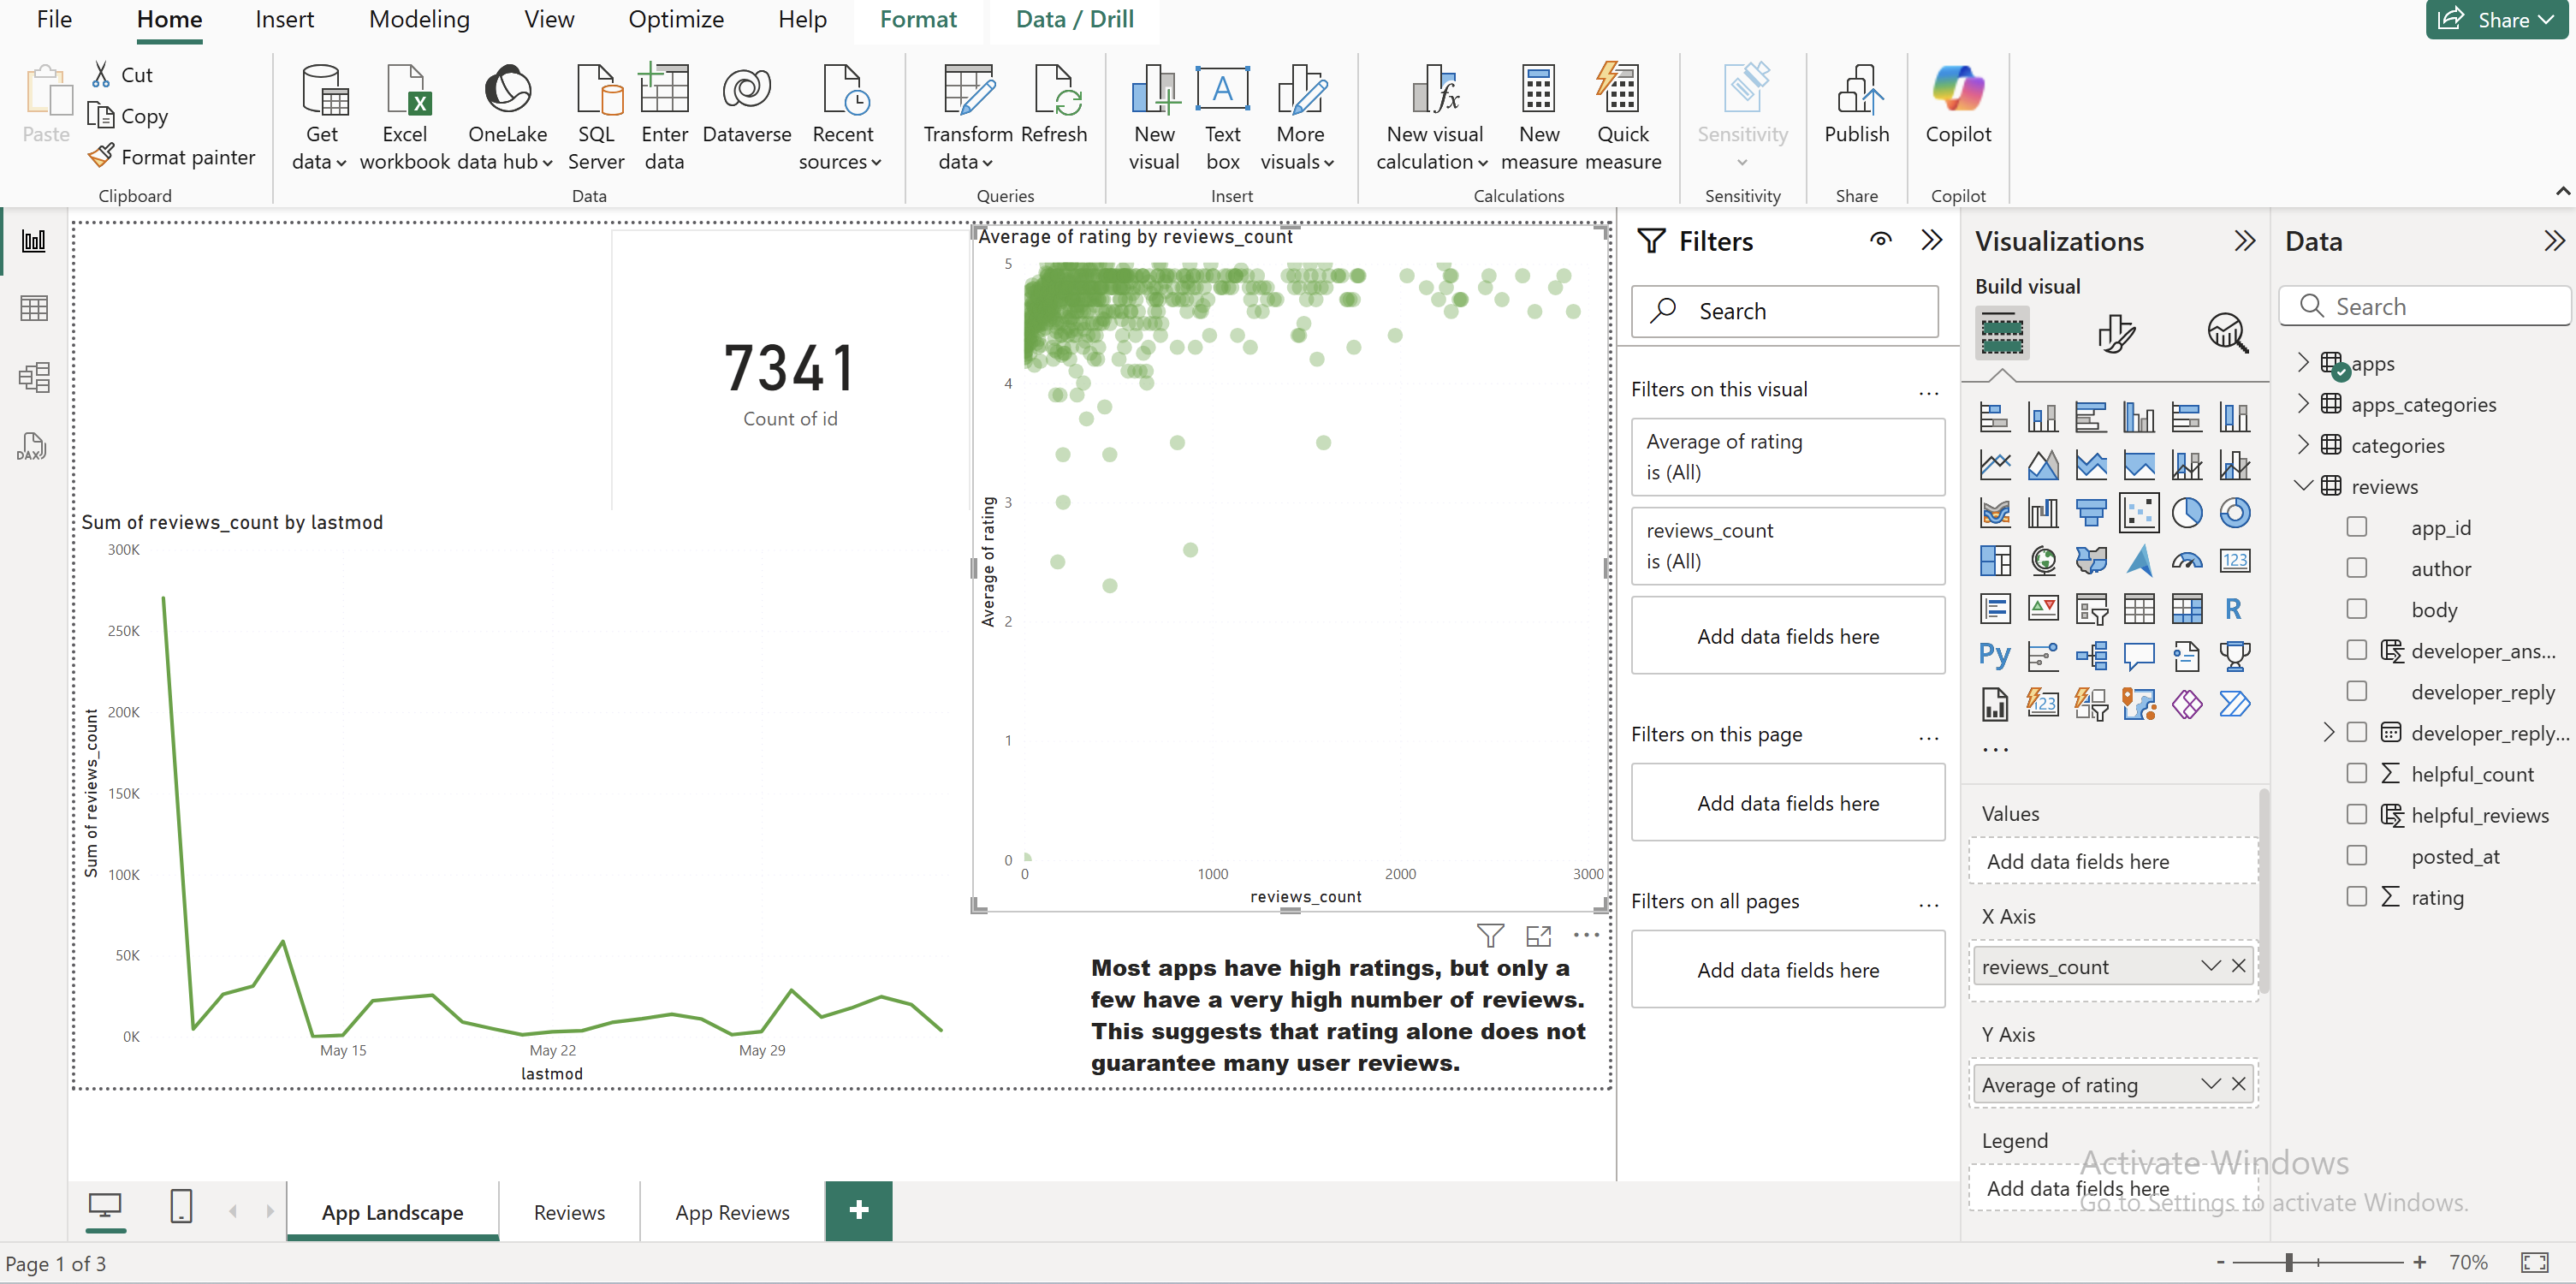 File Home Insert Modeling View Optimize Help Format Data / Drill Share
Paste
Cut
Copy
Format painter
Clipboard
Get data
Excel workbook
OneLake data hub
SQL Server
Enter data
Dataverse
Recent sources
Data
Transform data
Refresh
Queries
New visual
Text box
More visuals
Insert
New visual calculation
New measure
Quick measure
Calculations
Sensitivity
Sensitivity
Publish
Share
Copilot
Copilot
DAX
7341
Count of id
Sum of reviews_count by lastmod
300K
250K
200K
150K
100K
50K
0K
Sum of reviews_count
May 15 May 22 May 29
lastmod
Average of rating by reviews_count
5
4
3
2
1
0
Average of rating
0 1000 2000 3000
reviews_count
Most apps have high ratings, but only a
few have a very high number of reviews.
This suggests that rating alone does not
guarantee many user reviews.
Filters
Search
Filters on this visual ...
Average of rating
is (All)
reviews_count
is (All)
Add data fields here
Filters on this page ...
Add data fields here
Filters on all pages ...
Add data fields here
Visualizations
Build visual
123
R
Py
123
...
Values
Add data fields here
X Axis
reviews_count
Y Axis
Average of rating
Legend
Add data fields here
Data
Search
apps
apps_categories
categories
reviews
app_id
author
body
developer_ans...
developer_reply
developer_reply...
helpful_count
helpful_reviews
posted_at
rating
Activate Windows
Go to Settings to activate Windows.
App Landscape Reviews App Reviews +
Page 1 of 3
- + 70%